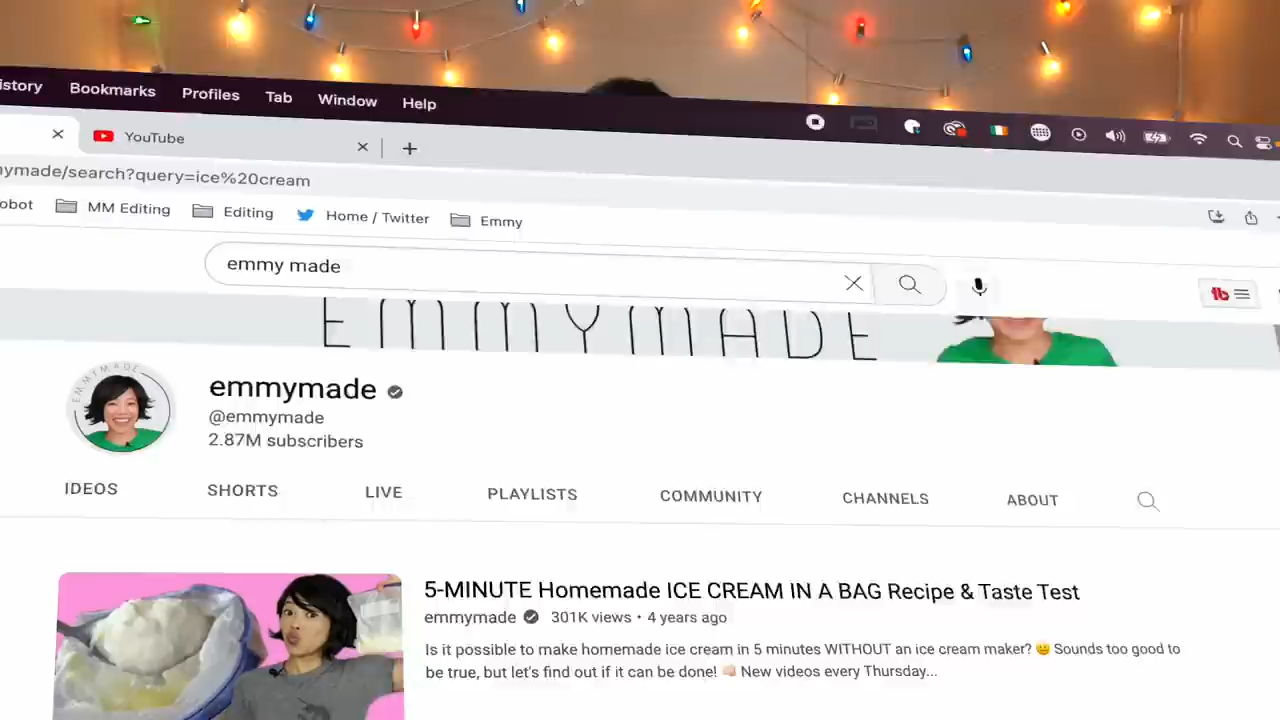 istory Bookmarks Profiles Tab Window Help
YouTube
ymade/search?query=ice%20cream
obot MM Editing Editing Home / Twitter Emmy
emmy made
EMMYMADE
EMMYMADE
emmymade
@emmymade
2.87M subscribers
IDEOS SHORTS LIVE PLAYLISTS COMMUNITY CHANNELS ABOUT
5-MINUTE Homemade ICE CREAM IN A BAG Recipe & Taste Test
emmymade 301K views • 4 years ago
Is it possible to make homemade ice cream in 5 minutes WITHOUT an ice cream maker? Sounds too good to
be true, but let's find out if it can be done! New videos every Thursday...